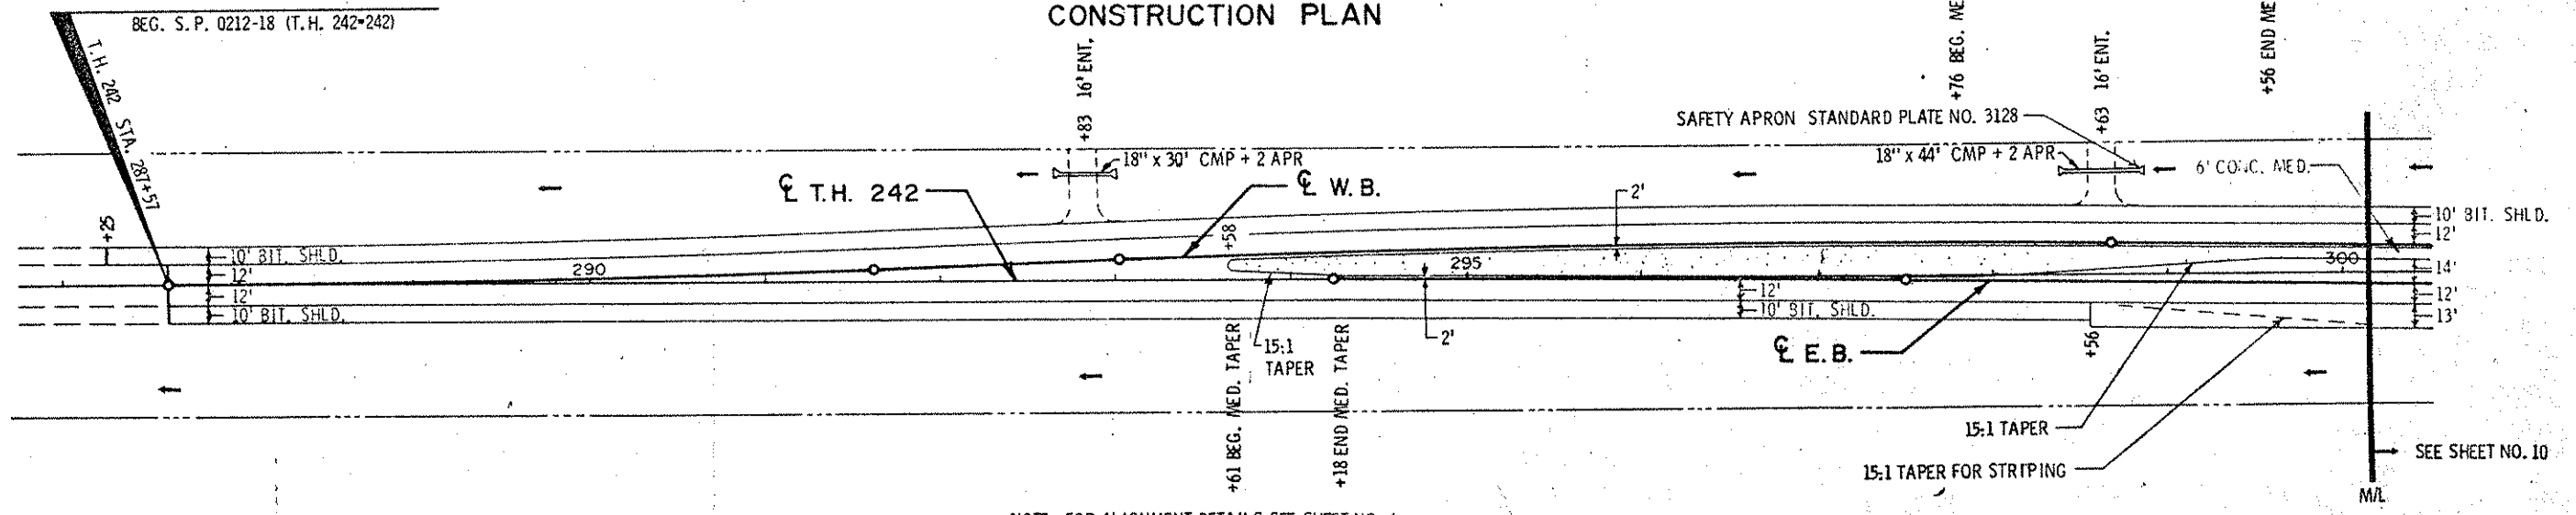 BEG. S.P. 0212-18 (T.H. 242=242)
CONSTRUCTION PLAN
T.H. 242 STA. 287+57
+83 16' ENT.
+76 BEG. ME
+63 16' ENT.
+56 END ME
SAFETY APRON STANDARD PLATE NO. 3128
18" x 30' CMP + 2 APR
18" x 44' CMP + 2 APR
6' CONC. MED.
℄ T.H. 242
℄ W.B.
2'
+25
+58
10' BIT. SHLD.
12'
12'
10' BIT. SHLD.
290
295
300
10' BIT. SHLD.
12'
14'
12'
13'
12'
10' BIT. SHLD.
2'
15:1
TAPER
+61 BEG. MED. TAPER
+18 END MED. TAPER
℄ E.B.
+56
15:1 TAPER
15:1 TAPER FOR STRIPING
SEE SHEET NO. 10
M/L